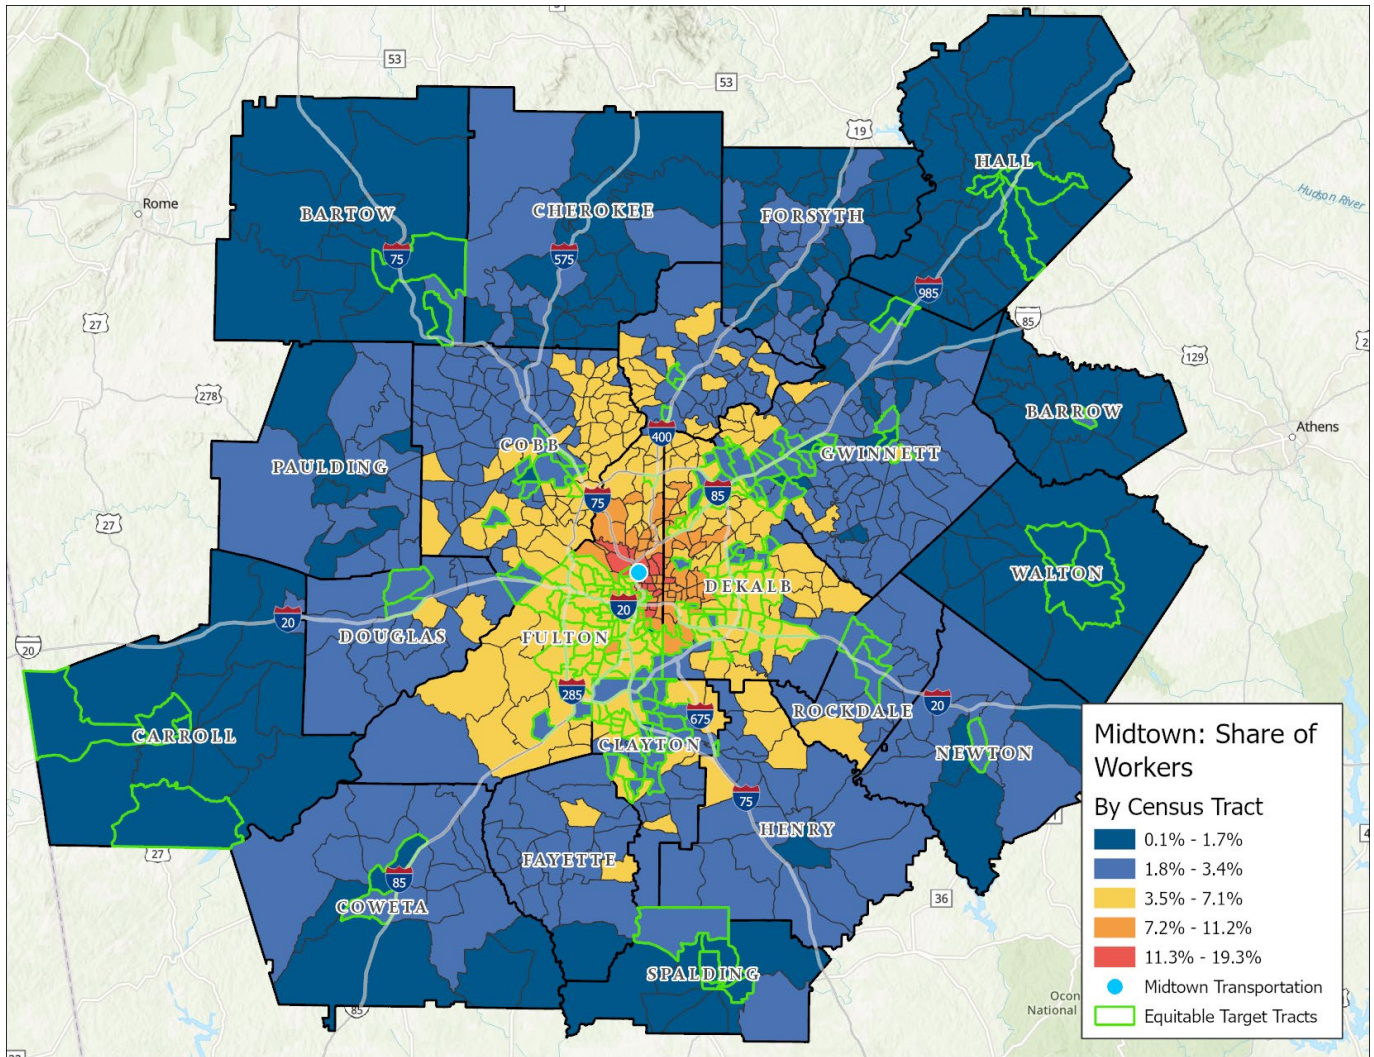 53
53
19
HALL
Hudson River
Rome
BARTOW
CHEROKEE
FORSYTH
75
575
985
85
27
129
278
BARROW
Athens
400
COBB
GWINNETT
PAULDING
75
85
27
WALTON
DEKALB
20
20
20
DOUGLAS
FULTON
285
675
ROCKDALE
20
CARROLL
CLAYTON
NEWTON
75
HENRY
27
FAYETTE
85
COWETA
36
SPALDING
85
Ocon
National
Midtown: Share of
Workers
By Census Tract
0.1% - 1.7%
1.8% - 3.4%
3.5% - 7.1%
7.2% - 11.2%
11.3% - 19.3%
Midtown Transportation
Equitable Target Tracts